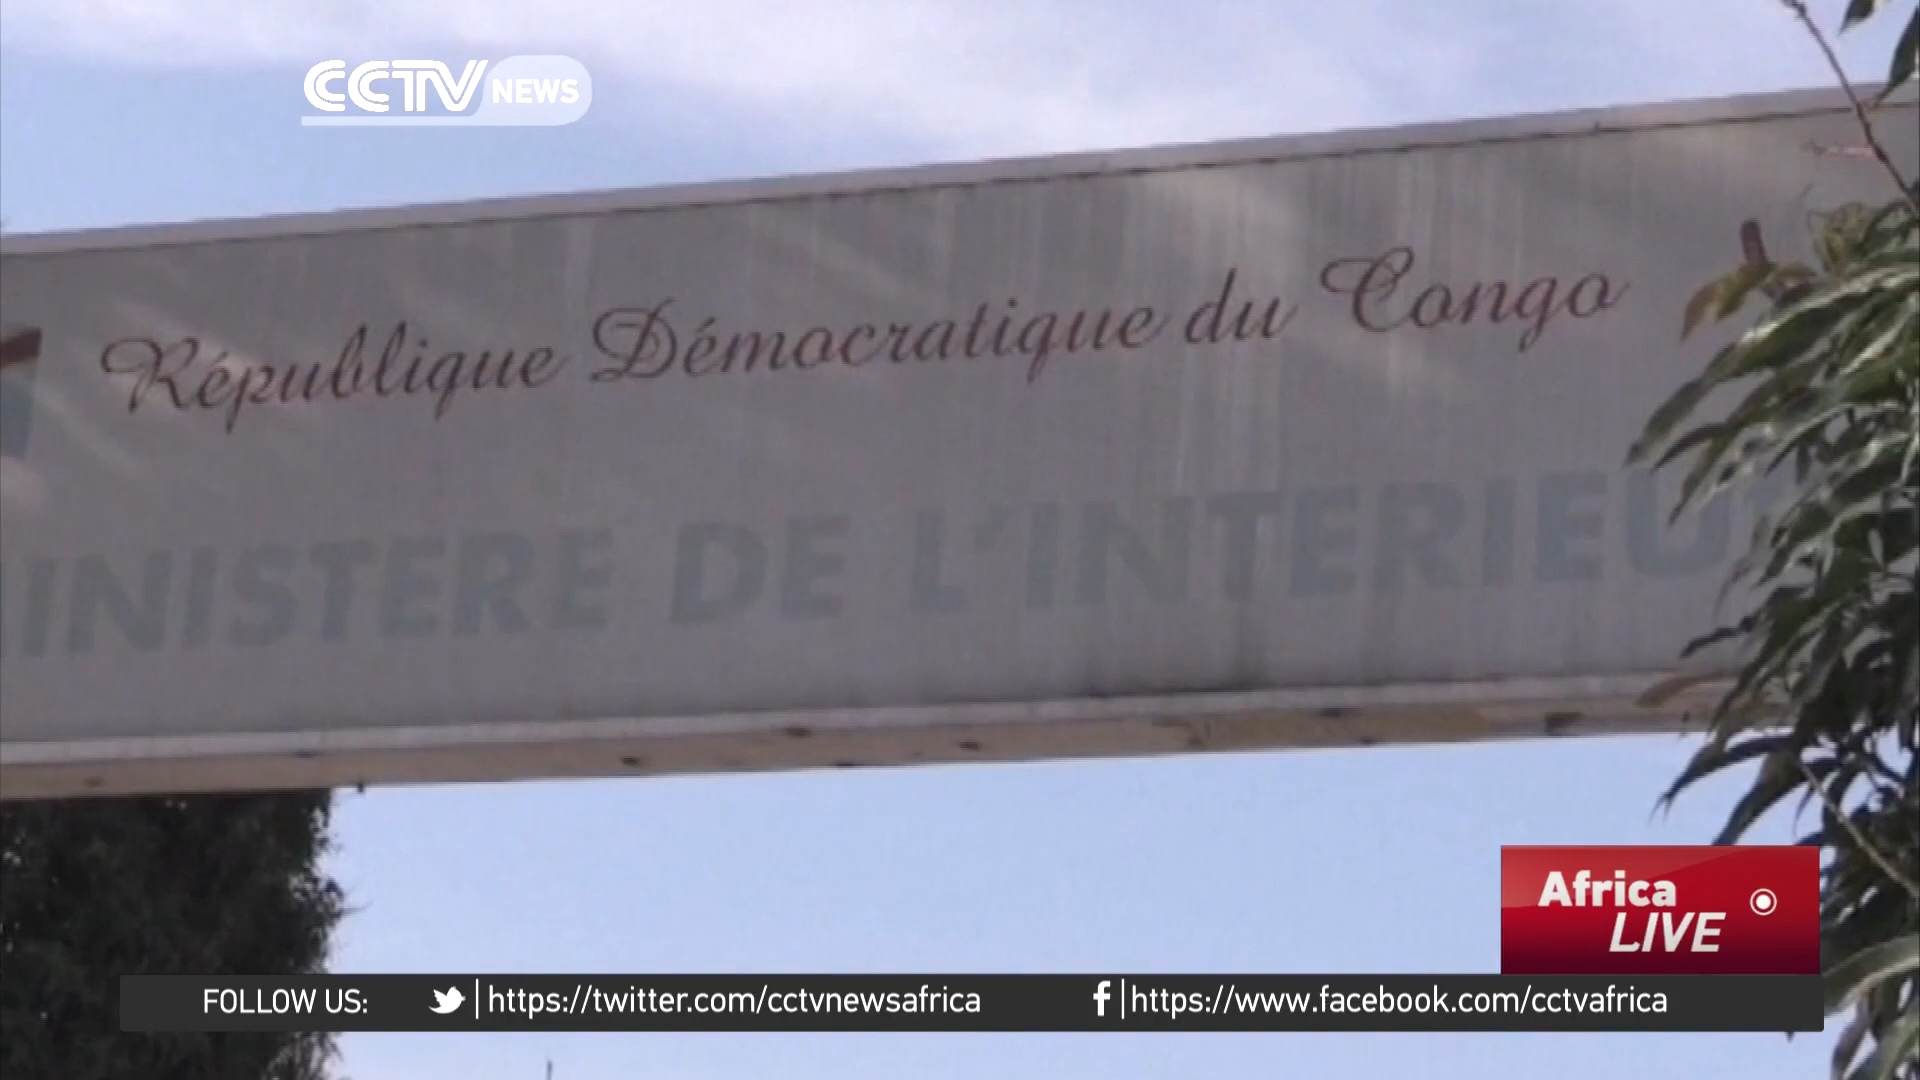 CCTV NEWS
République Démocratique du Congo
INISTERE DE L'INTERIEU
Africa
LIVE
FOLLOW US: https://twitter.com/cctvnewsafrica https://www.facebook.com/cctvafrica